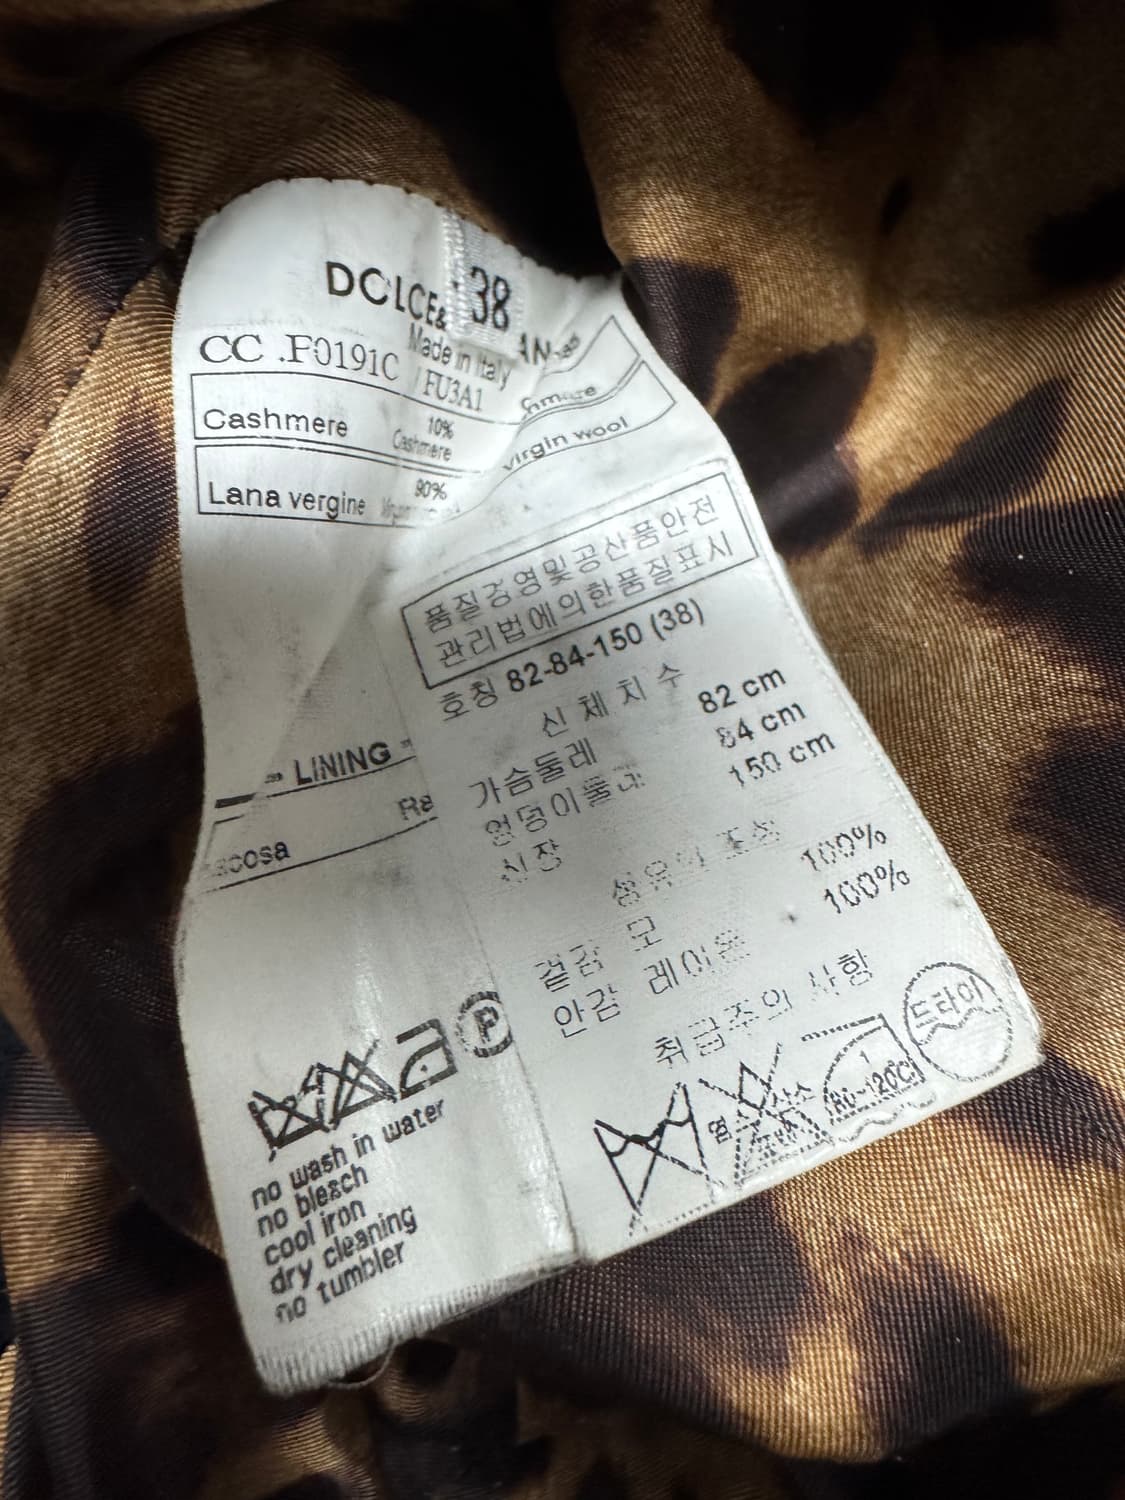 DOLCE&
38
Made in Italy
CC .F0191C / FU3A1
Cashmere 10% Cashmere
Lana vergine 90%
virgin wool
품질경영및공산품안전
관리법에의한품질표시
호칭 82-84-150 (38)
신체치수
가슴둘레 82 cm
엉덩이둘레 84 cm
신장 150 cm
섬유의 조성
겉감 모 100%
안감 레이온 100%
취급주의 사항
LINING
P
no wash in water
no bleach
cool iron
dry cleaning
no tumbler
드라이